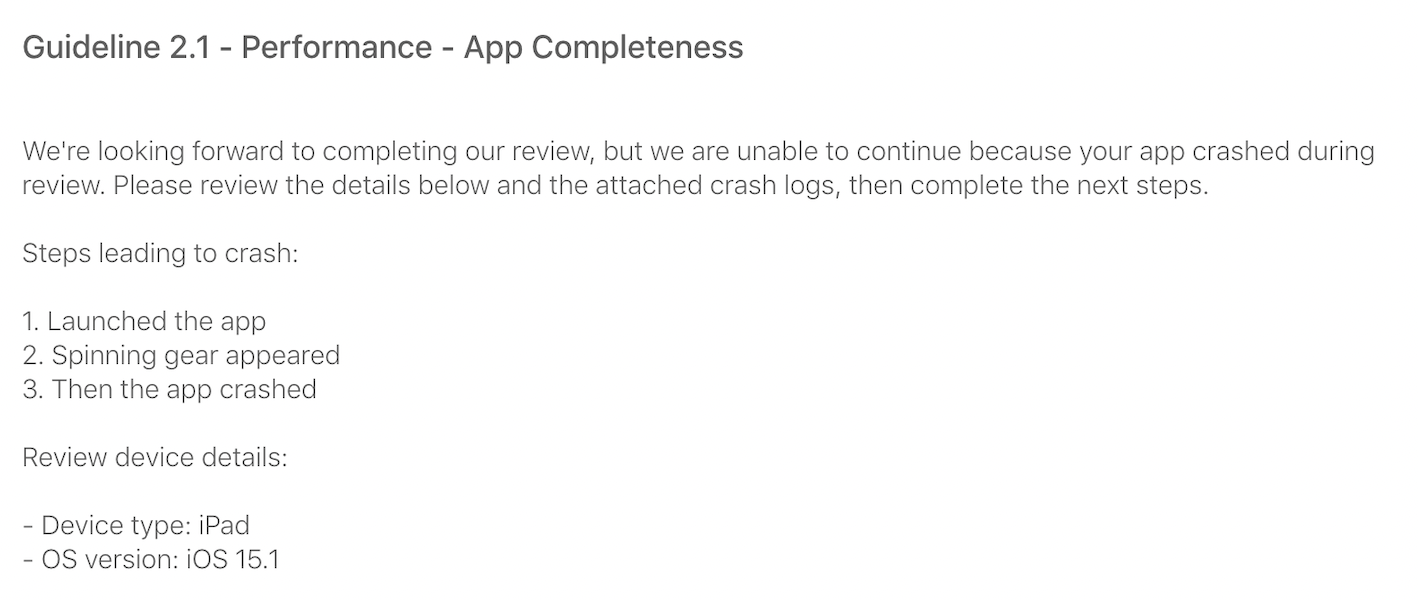 Guideline 2.1 - Performance - App Completeness
We're looking forward to completing our review, but we are unable to continue because your app crashed during
review. Please review the details below and the attached crash logs, then complete the next steps.
Steps leading to crash:
1. Launched the app
2. Spinning gear appeared
3. Then the app crashed
Review device details:
- Device type: iPad
- OS version: iOS 15.1